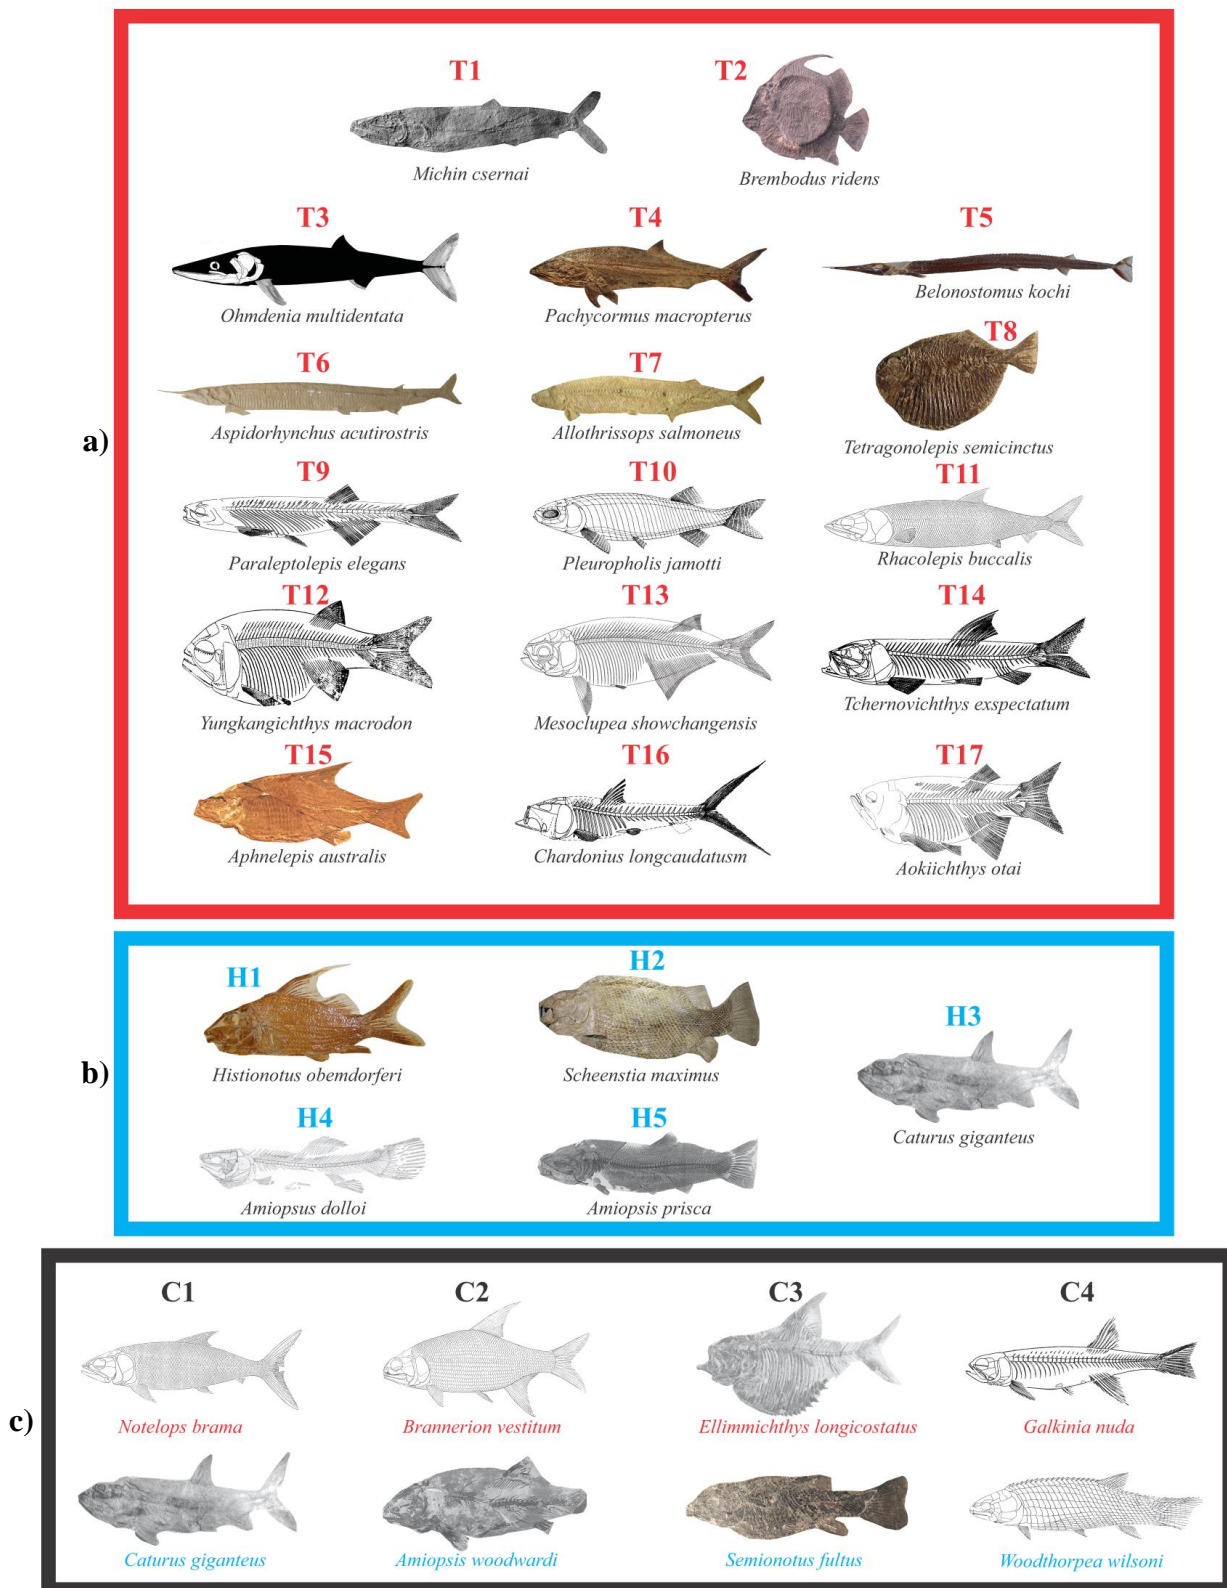 T1
T2
Michin csernai
Brembodus ridens
T3
T4
T5
Ohmdenia multidentata
Pachycormus macropterus
Belonostomus kochi
T6
T7
T8
Aspidorhynchus acutirostris
Allothrissops salmoneus
Tetragonolepis semicinctus
a)
T9
T10
T11
Paraleptolepis elegans
Pleuropholis jamotti
Rhacolepis buccalis
T12
T13
T14
Yungkangichthys macrodon
Mesoclupea showchangensis
Tchernovichthys exspectatum
T15
T16
T17
Aphnelepis australis
Chardonius longcaudatusm
Aokiichthys otai
b)
H1
H2
H3
Histionotus obemdorferi
Scheenstia maximus
Caturus giganteus
H4
H5
Amiopsus dolloi
Amiopsis prisca
c)
C1
C2
C3
C4
Notelops brama
Brannerion vestitum
Ellimmichthys longicostatus
Galkinia nuda
Caturus giganteus
Amiopsis woodwardi
Semionotus fultus
Woodthorpea wilsoni